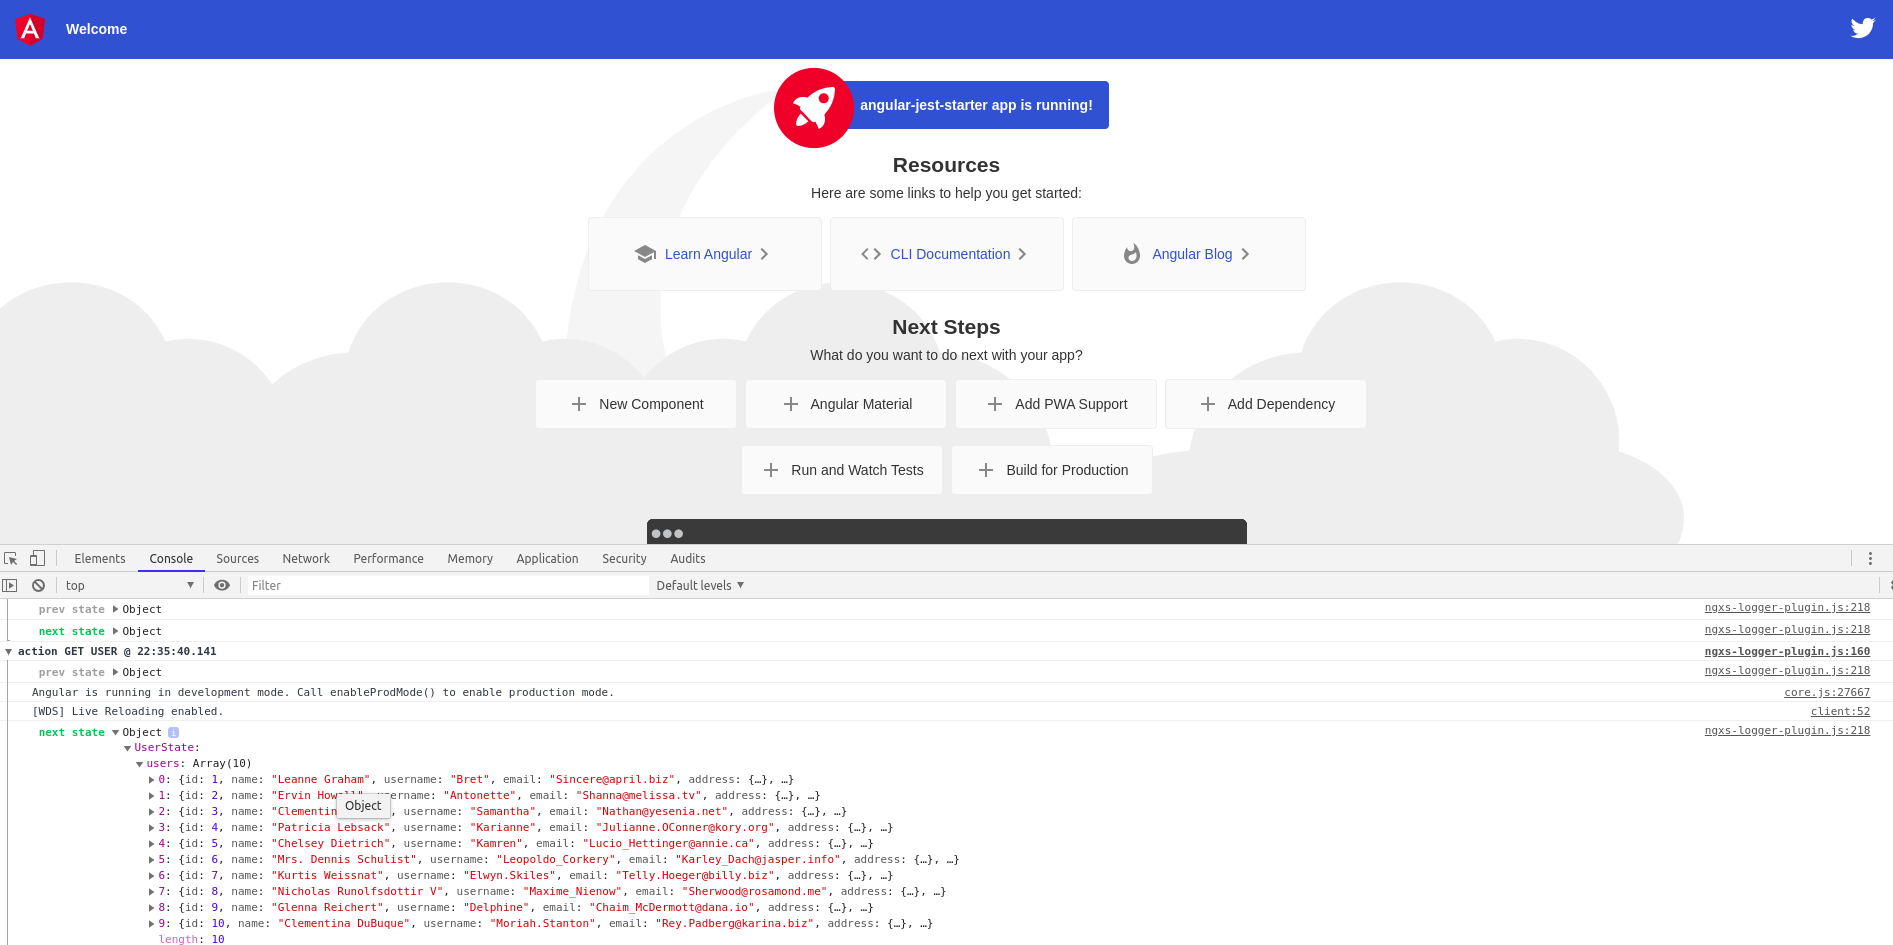 Welcome
angular-jest-starter app is running!
Resources
Here are some links to help you get started:
Learn Angular
CLI Documentation
Angular Blog
Next Steps
What do you want to do next with your app?
New Component
Angular Material
Add PWA Support
Add Dependency
Run and Watch Tests
Build for Production
Elements Console Sources Network Performance Memory Application Security Audits
top Filter Default levels
prev state Object ngxs-logger-plugin.js:218
next state Object ngxs-logger-plugin.js:218
action GET USER @ 22:35:40.141 ngxs-logger-plugin.js:160
prev state Object ngxs-logger-plugin.js:218
Angular is running in development mode. Call enableProdMode() to enable production mode. core.js:27667
[WDS] Live Reloading enabled. client:52
next state Object i ngxs-logger-plugin.js:218
UserState:
users: Array(10)
0: {id: 1, name: "Leanne Graham", username: "Bret", email: "Sincere@april.biz", address: {…}, …}
1: {id: 2, name: "Ervin Howell", username: "Antonette", email: "Shanna@melissa.tv", address: {…}, …}
Object
2: {id: 3, name: "Clementin username: "Samantha", email: "Nathan@yesenia.net", address: {…}, …}
3: {id: 4, name: "Patricia Lebsack", username: "Karianne", email: "Julianne.OConner@kory.org", address: {…}, …}
4: {id: 5, name: "Chelsey Dietrich", username: "Kamren", email: "Lucio_Hettinger@annie.ca", address: {…}, …}
5: {id: 6, name: "Mrs. Dennis Schulist", username: "Leopoldo_Corkery", email: "Karley_Dach@jasper.info", address: {…}, …}
6: {id: 7, name: "Kurtis Weissnat", username: "Elwyn.Skiles", email: "Telly.Hoeger@billy.biz", address: {…}, …}
7: {id: 8, name: "Nicholas Runolfsdottir V", username: "Maxime_Nienow", email: "Sherwood@rosamond.me", address: {…}, …}
8: {id: 9, name: "Glenna Reichert", username: "Delphine", email: "Chaim_McDermott@dana.io", address: {…}, …}
9: {id: 10, name: "Clementina DuBuque", username: "Moriah.Stanton", email: "Rey.Padberg@karina.biz", address: {…}, …}
length: 10